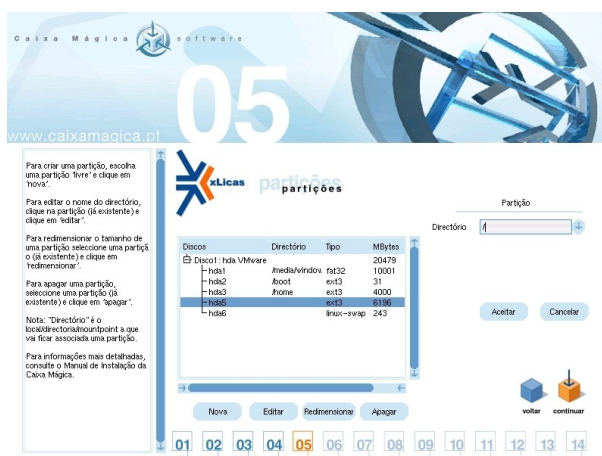 Caixa Mágica software
05
www.caixamagica.pt
Para criar uma partição, escolha
uma partição 'livre' e clique em
'nova'.
Para editar o nome do directório,
clique na partição (já existente) e
clique em 'editar'.
Para redimensionar o tamanho de
uma partição seleccione uma partiçã
o (já existente) e clique em
'redimensionar'.
Para apagar uma partição,
seleccione uma partição (já
existente) e clique em 'apagar'.
Nota: "Directório" é o
local/directoria/mountpoint a que
vai ficar associada uma partição.
Para informações mais detalhadas,
consulte o Manual de Instalação da
Caixa Mágica.
xLicas
partições
partições
Discos Directório Tipo MBytes
Disco1: hda VMware 20479
hda1 /media/windov. fat32 10001
hda2 /boot ext3 31
hda3 /home ext3 4000
hda5 ext3 6196
hda6 linux-swap 243
Nova Editar Redimensionar Apagar
Partição
Directório /
Aceitar Cancelar
voltar continuar
01 02 03 04 05 06 07 08 09 10 11 12 13 14